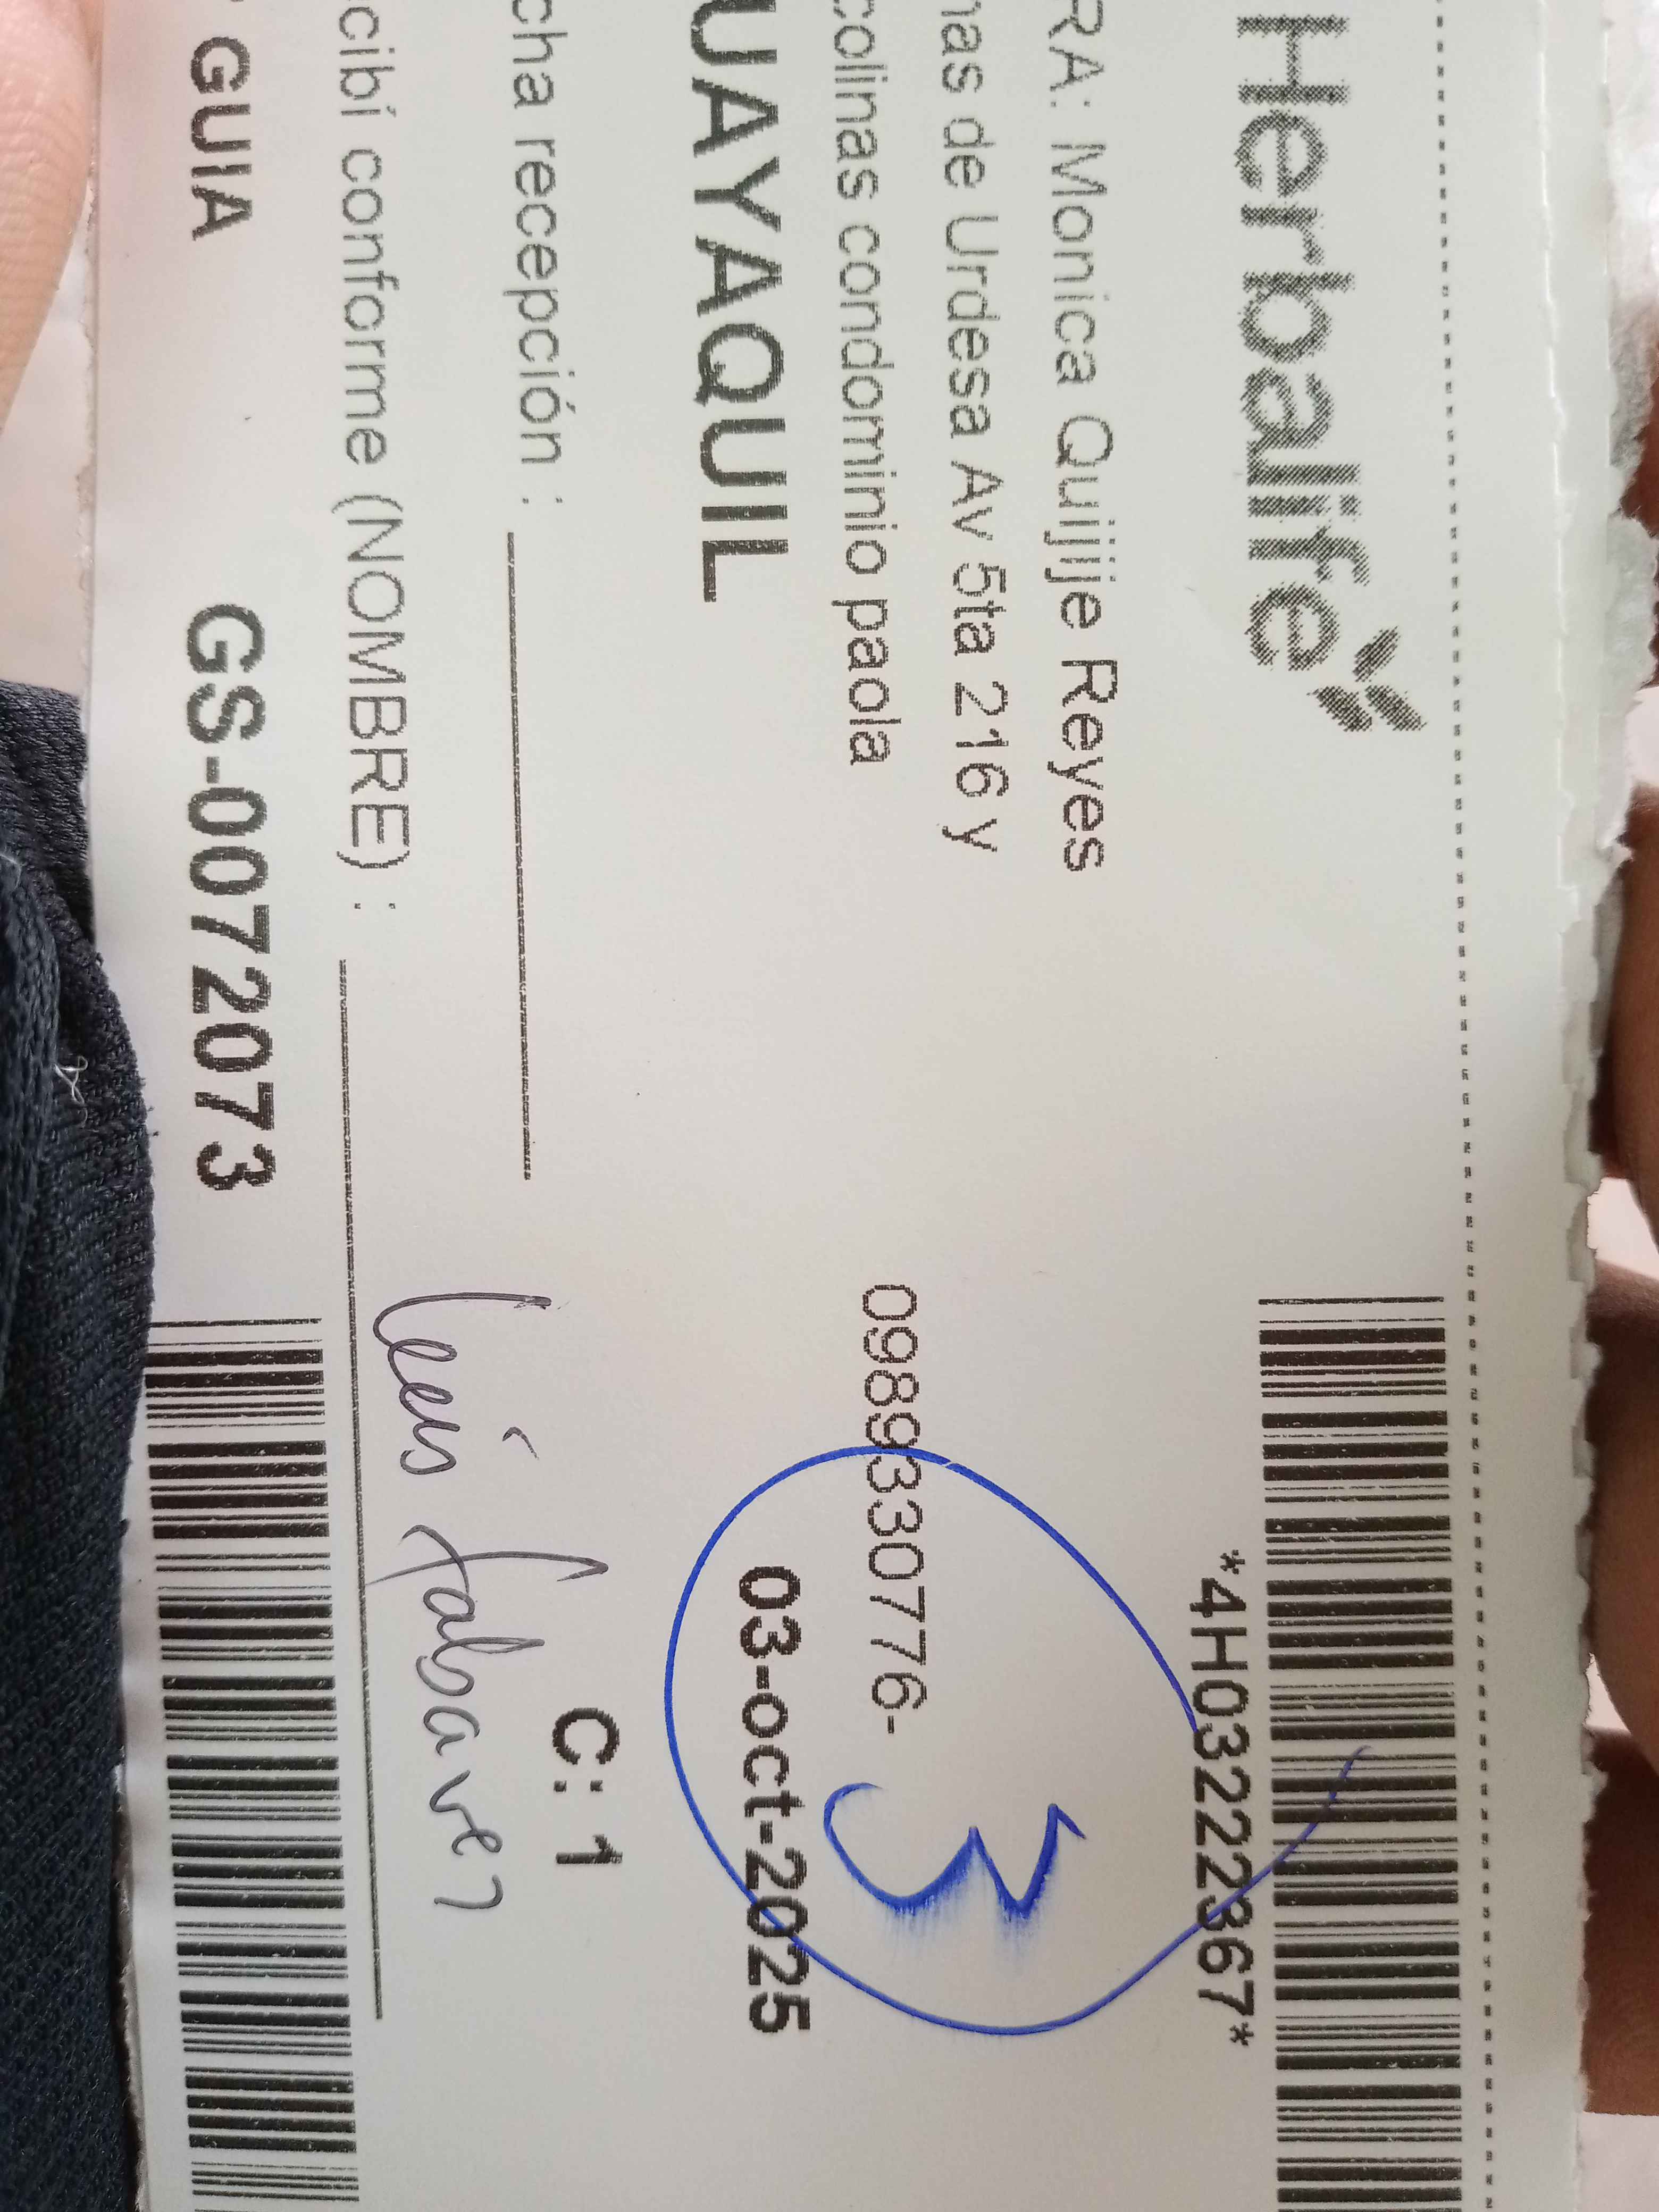 Herbalife
*4H03222367*
RA: Monica Quijije Reyes
nas de Urdesa Av 5ta 216 y
colinas condominio paola
0989330776-
3
UAYAQUIL
03-oct-2025
cha recepción :
C: 1
cibí conforme (NOMBRE) :
GUIA GS-0072073